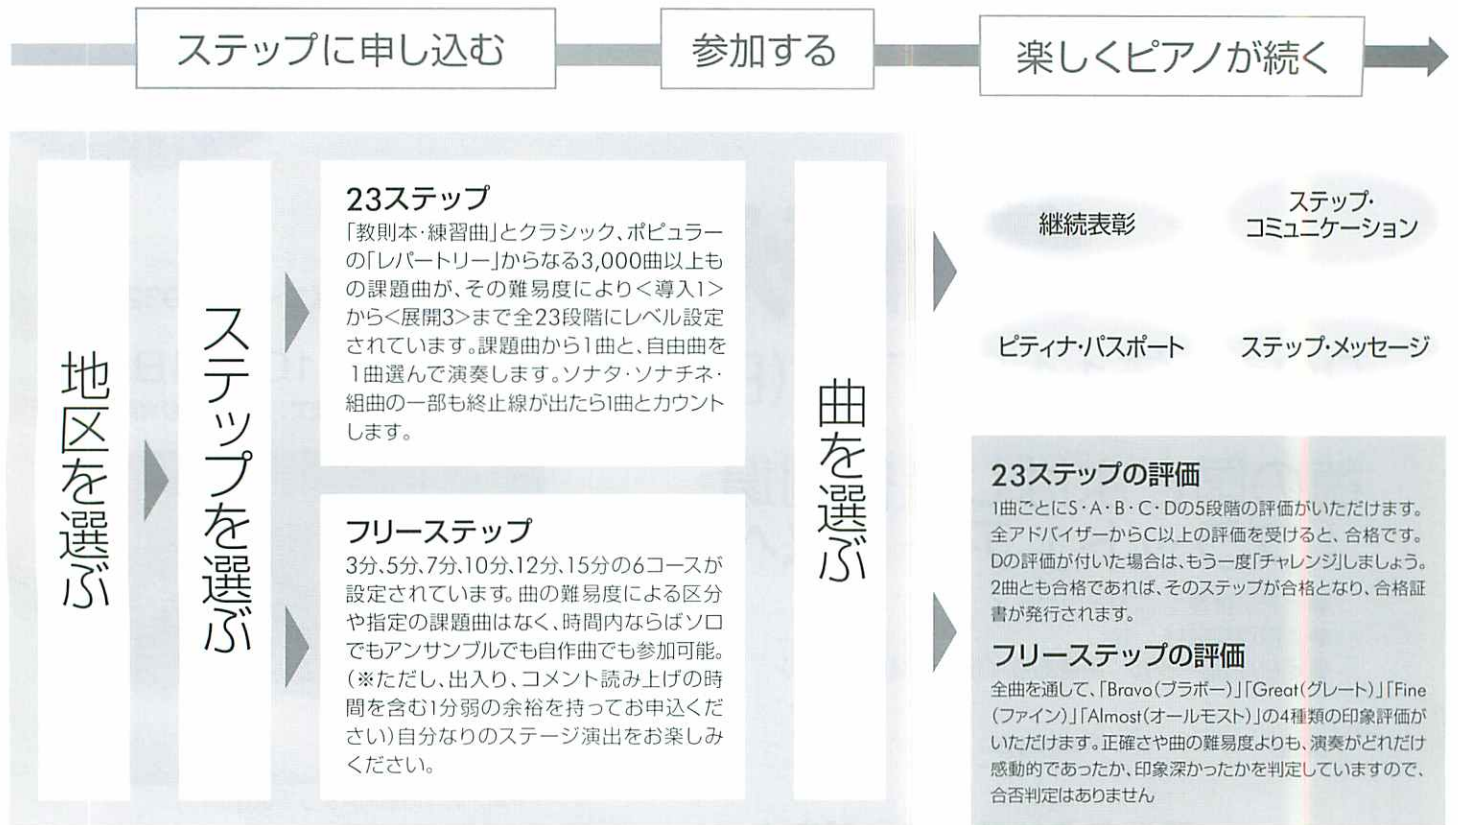 ステップに申し込む
参加する
楽しくピアノが続く
地区を選ぶ
ステップを選ぶ
23ステップ
「教則本・練習曲」とクラシック、ポピュラー
の「レパートリー」からなる3,000曲以上も
の課題曲が、その難易度により<導入1>
から<展開3>まで全23段階にレベル設定
されています。課題曲から1曲と、自由曲を
1曲選んで演奏します。ソナタ・ソナチネ・
組曲の一部も終止線が出たら1曲とカウント
します。
フリーステップ
3分、5分、7分、10分、12分、15分の6コースが
設定されています。曲の難易度による区分
や指定の課題曲はなく、時間内ならばソロ
でもアンサンブルでも自作曲でも参加可能。
(※ただし、出入り、コメント読み上げの時
間を含む1分弱の余裕を持ってお申込くだ
さい)自分なりのステージ演出をお楽しみ
ください。
曲を選ぶ
継続表彰
ステップ・
コミュニケーション
ピティナ・パスポート
ステップ・メッセージ
23ステップの評価
1曲ごとにS・A・B・C・Dの5段階の評価がいただけます。
全アドバイザーからC以上の評価を受けると、合格です。
Dの評価が付いた場合は、もう一度「チャレンジ」しましょう。
2曲とも合格であれば、そのステップが合格となり、合格証
書が発行されます。
フリーステップの評価
全曲を通して、「Bravo(ブラボー)」「Great(グレート)」「Fine
(ファイン)」「Almost(オールモスト)」の4種類の印象評価が
いただけます。正確さや曲の難易度よりも、演奏がどれだけ
感動的であったか、印象深かったかを判定していますので、
合否判定はありません